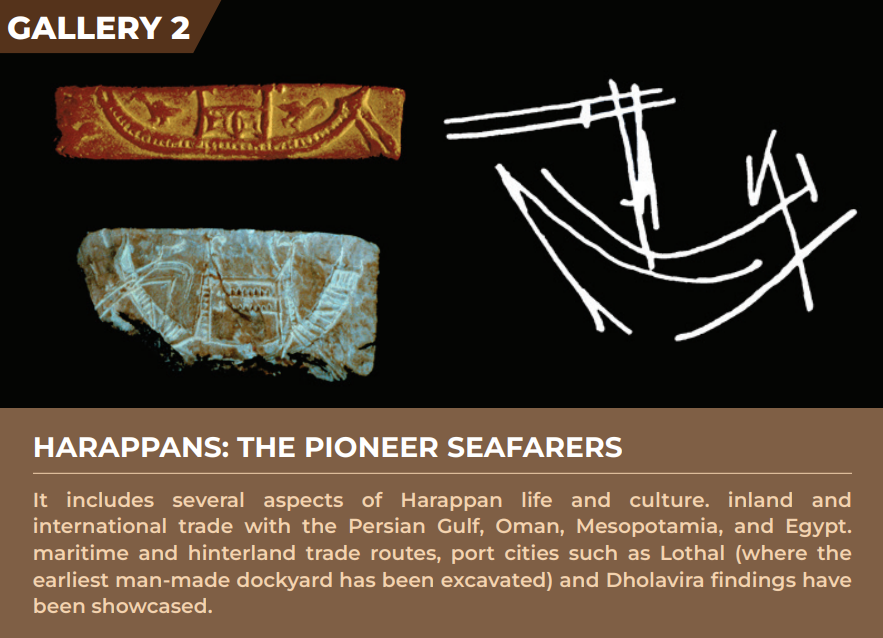 GALLERY 2
HARAPPANS: THE PIONEER SEAFARERS
It includes several aspects of Harappan life and culture. inland and
international trade with the Persian Gulf, Oman, Mesopotamia, and Egypt.
maritime and hinterland trade routes, port cities such as Lothal (where the
earliest man-made dockyard has been excavated) and Dholavira findings have
been showcased.